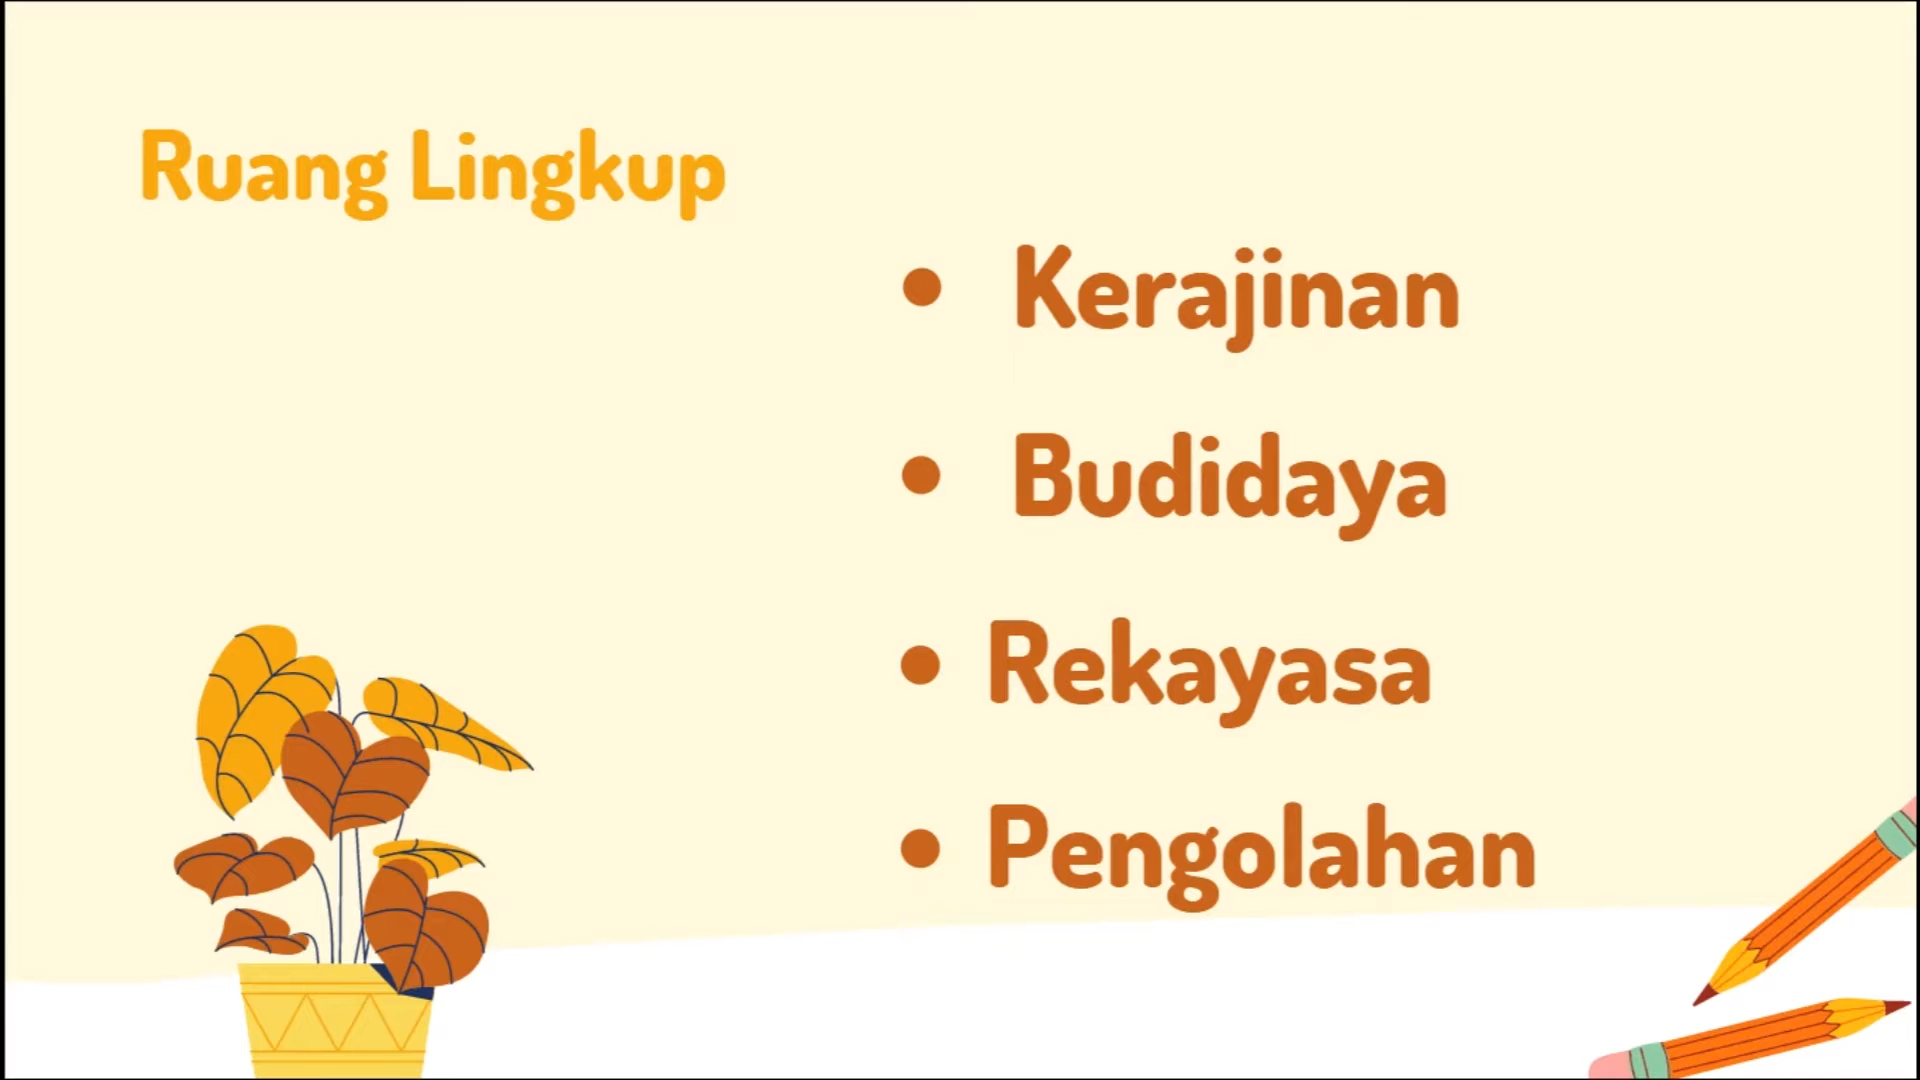 Ruang Lingkup
• Kerajinan
• Budidaya
• Rekayasa
• Pengolahan